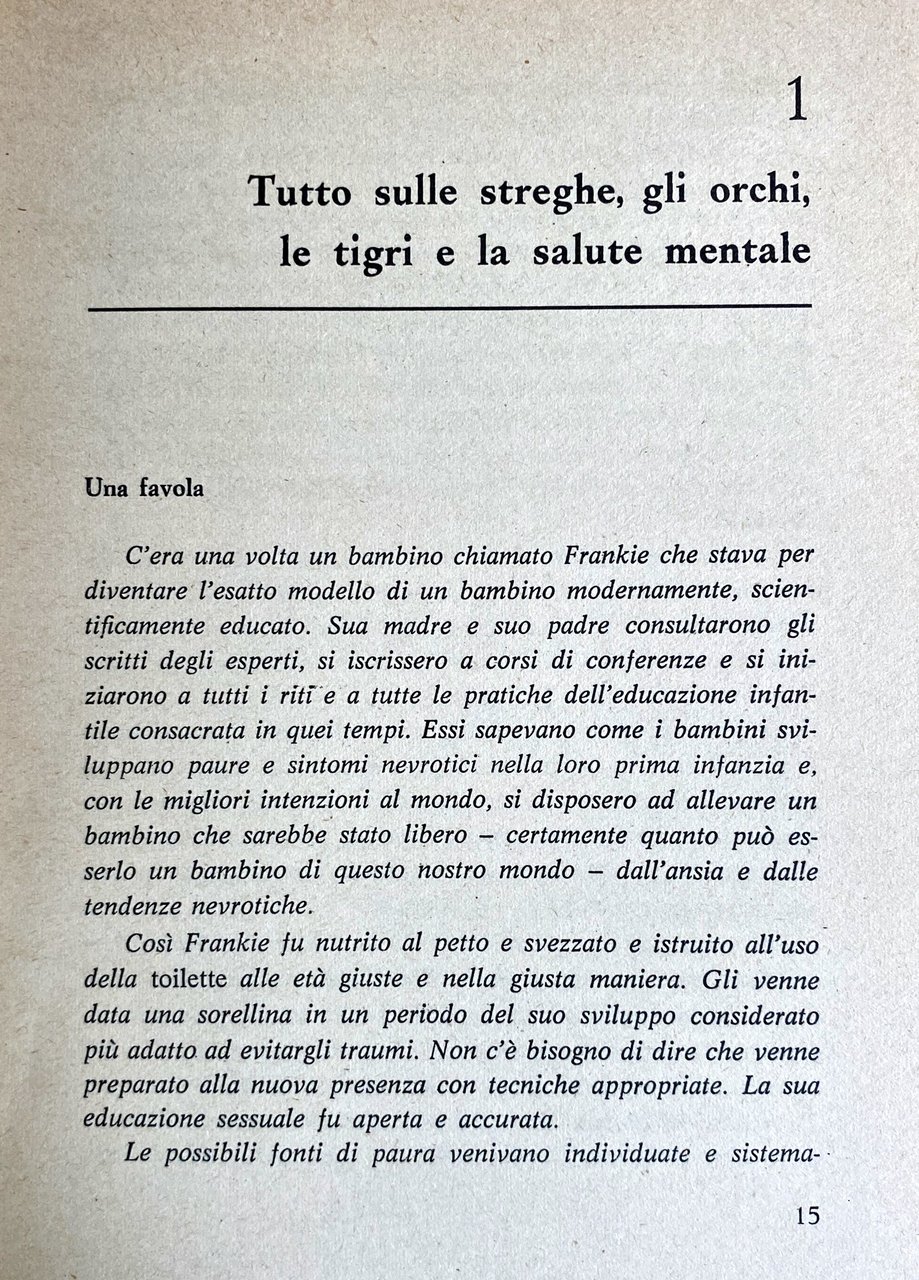 1
Tutto sulle streghe, gli orchi,
le tigri e la salute mentale
Una favola
C'era una volta un bambino chiamato Frankie che stava per
diventare l'esatto modello di un bambino modernamente, scien-
tificamente educato. Sua madre e suo padre consultarono gli
scritti degli esperti, si iscrissero a corsi di conferenze e si ini-
ziarono a tutti i riti e a tutte le pratiche dell'educazione infan-
tile consacrata in quei tempi. Essi sapevano come i bambini svi-
luppano paure e sintomi nevrotici nella loro prima infanzia e,
con le migliori intenzioni al mondo, si disposero ad allevare un
bambino che sarebbe stato libero – certamente quanto può es-
serlo un bambino di questo nostro mondo – dall'ansia e dalle
tendenze nevrotiche.
Così Frankie fu nutrito al petto e svezzato e istruito all'uso
della toilette alle età giuste e nella giusta maniera. Gli venne
data una sorellina in un periodo del suo sviluppo considerato
più adatto ad evitargli traumi. Non c'è bisogno di dire che venne
preparato alla nuova presenza con tecniche appropriate. La sua
educazione sessuale fu aperta e accurata.
Le possibili fonti di paura venivano individuate e sistema-
15